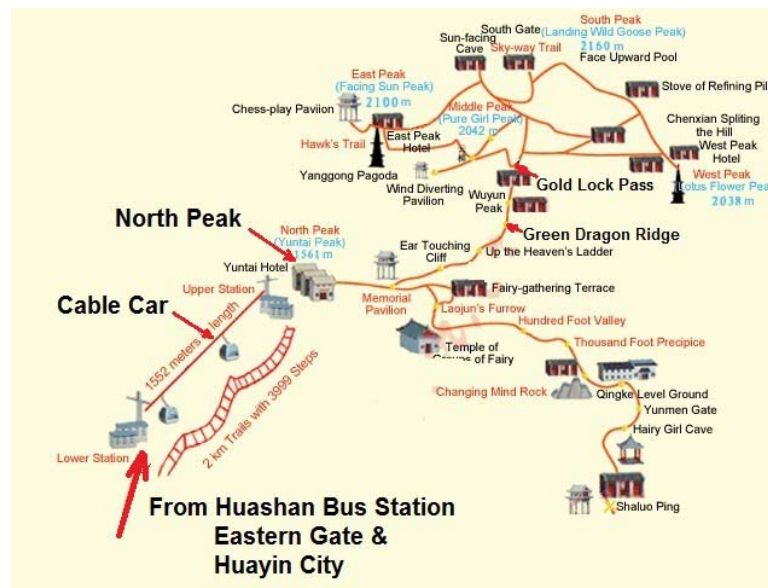 South Gate
South Peak
Sun-facing
Cave
Sky-way Trail
(Landing Wild Goose Peak)
2160 m
Face Upward Pool
East Peak
(Facing Sun Peak)
2100 m
Stove of Refining Pil
Chess-play Paviion
Middle Peak
(Pure Girl Peak)
2042 m
Chenxian Spliting
the Hill
East Peak
Hotel
Hawk's Trail
West Peak
Hotel
Yanggong Pagoda
Wind Diverting
Pavilion
Gold Lock Pass
West Peak
Lotus Flower Pea
2038 m
Wuyun
Peak
North Peak
Green Dragon Ridge
North Peak
(Yuntai Peak)
1561 m
Ear Touching
Cliff
Up the Heaven's Ladder
Yuntai Hotel
Upper Station
Memorial
Pavilion
Fairy-gathering Terrace
Cable Car
Laojun's Furrow
Hundred Foot Valley
1552 meters length
Temple of
of Fairy
Thousand Foot Precipice
Changing Mind Rock
Qingke Level Ground
Yunmen Gate
2 km Trails with 3999 Steps
Hairy Girl Cave
Lower Station
Shaluo Ping
From Huashan Bus Station
Eastern Gate &
Huayin City